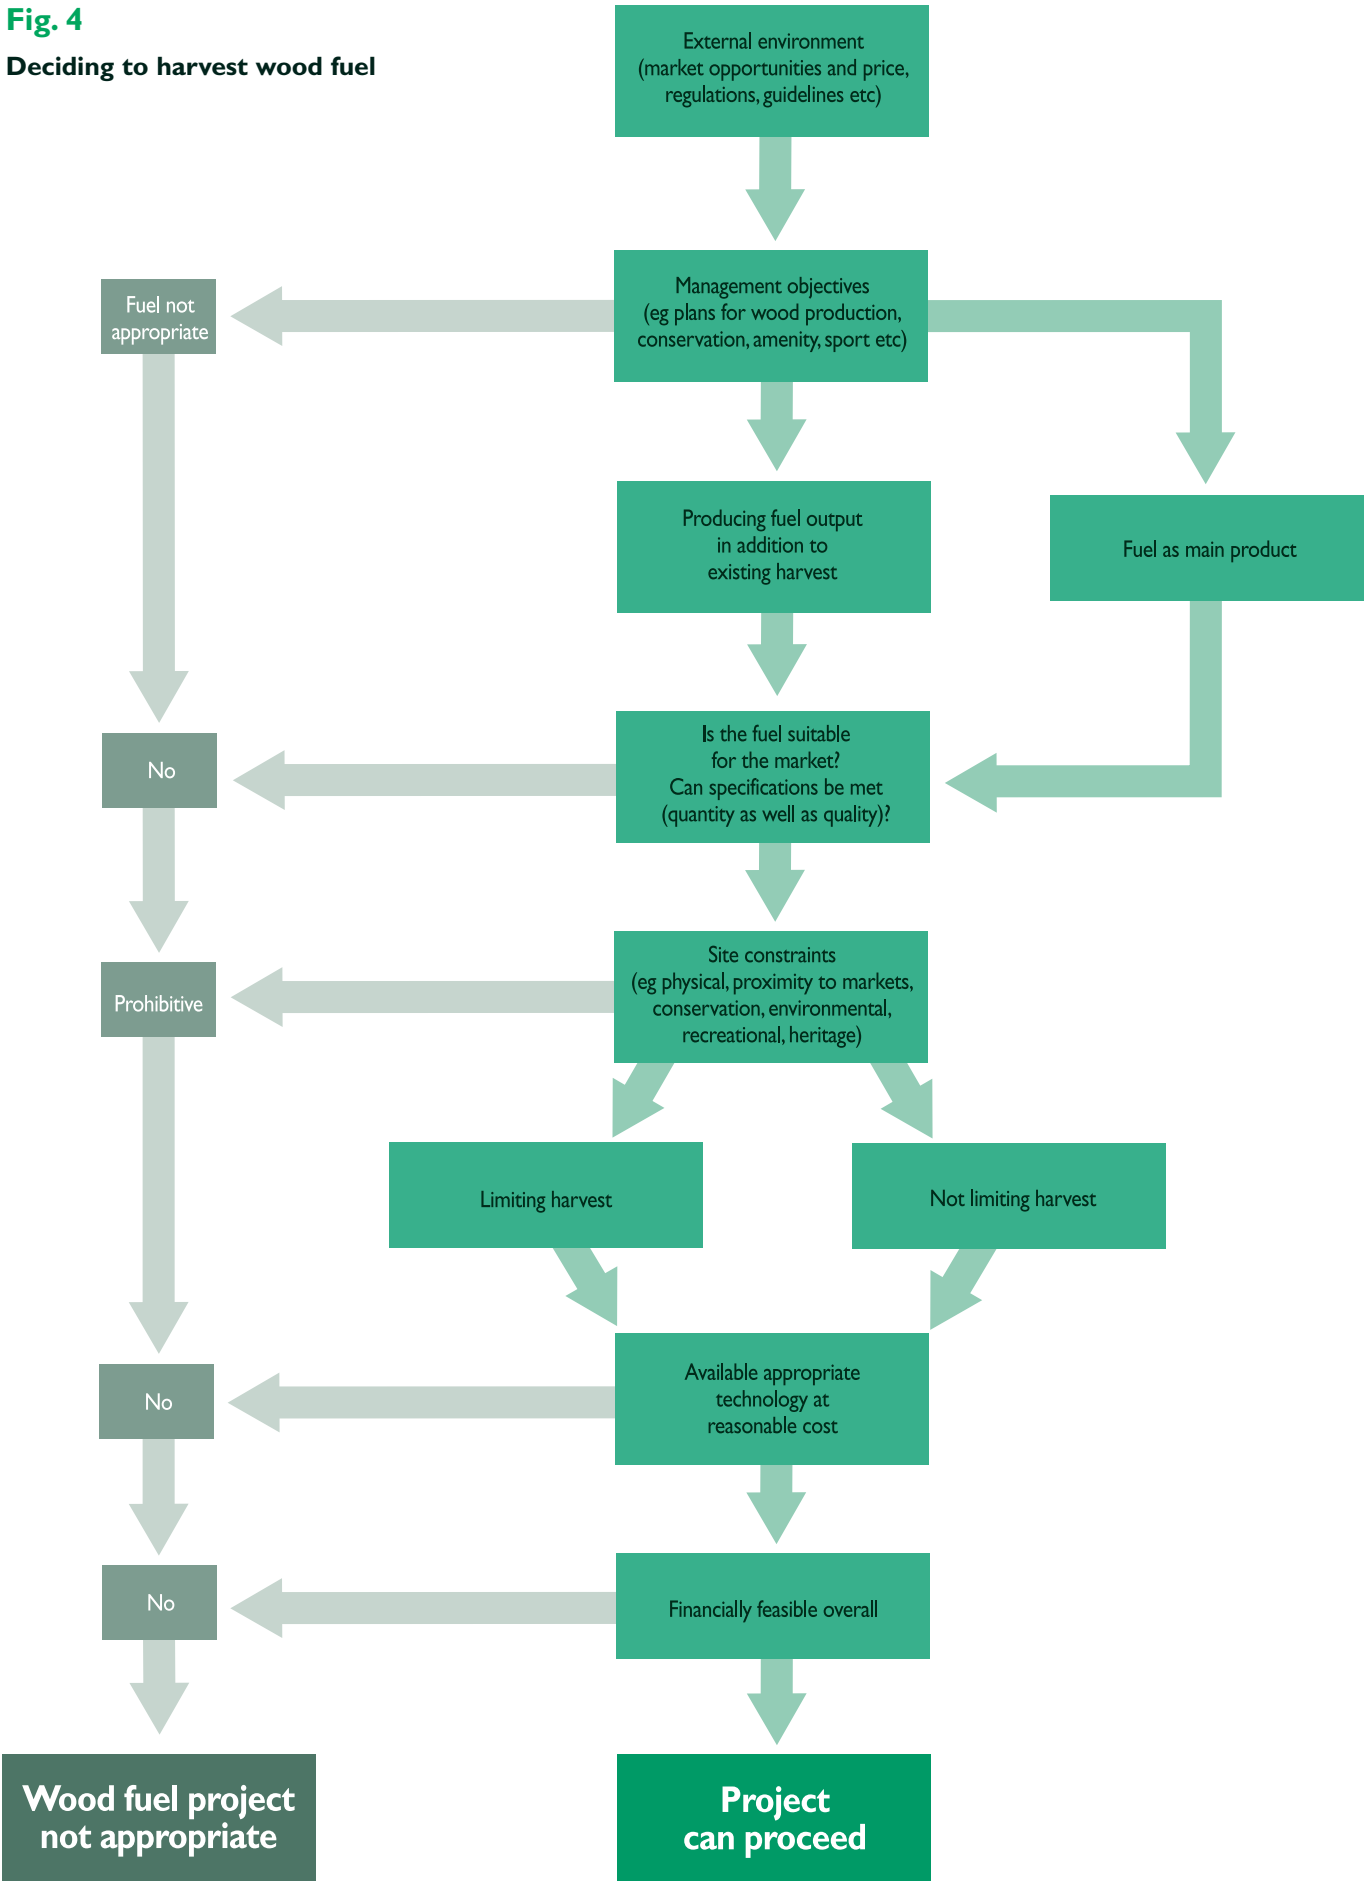 Fig. 4
Deciding to harvest wood fuel
External environment
(market opportunities and price,
regulations, guidelines etc)
Fuel not
appropriate
Management objectives
(eg plans for wood production,
conservation, amenity, sport etc)
Producing fuel output
in addition to
existing harvest
Fuel as main product
No
Is the fuel suitable
for the market?
Can specifications be met
(quantity as well as quality)?
Prohibitive
Site constraints
(eg physical, proximity to markets,
conservation, environmental,
recreational, heritage)
Limiting harvest
Not limiting harvest
No
Available appropriate
technology at
reasonable cost
No
Financially feasible overall
Wood fuel project
not appropriate
Project
can proceed